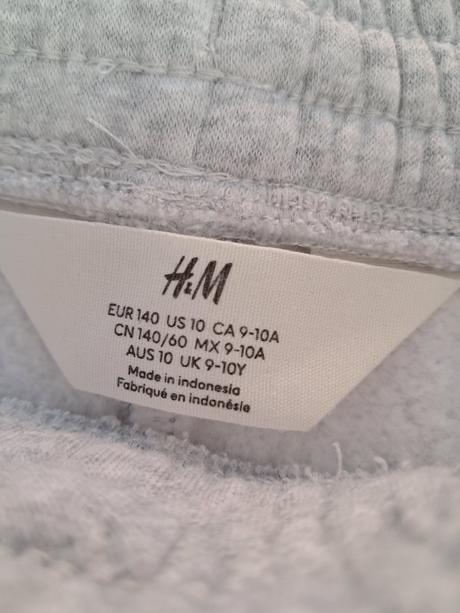 H&M
EUR 140 US 10 CA 9-10A
CN 140/60 MX 9-10A
AUS 10 UK 9-10Y
Made in indonesia
Fabriqué en indonésie